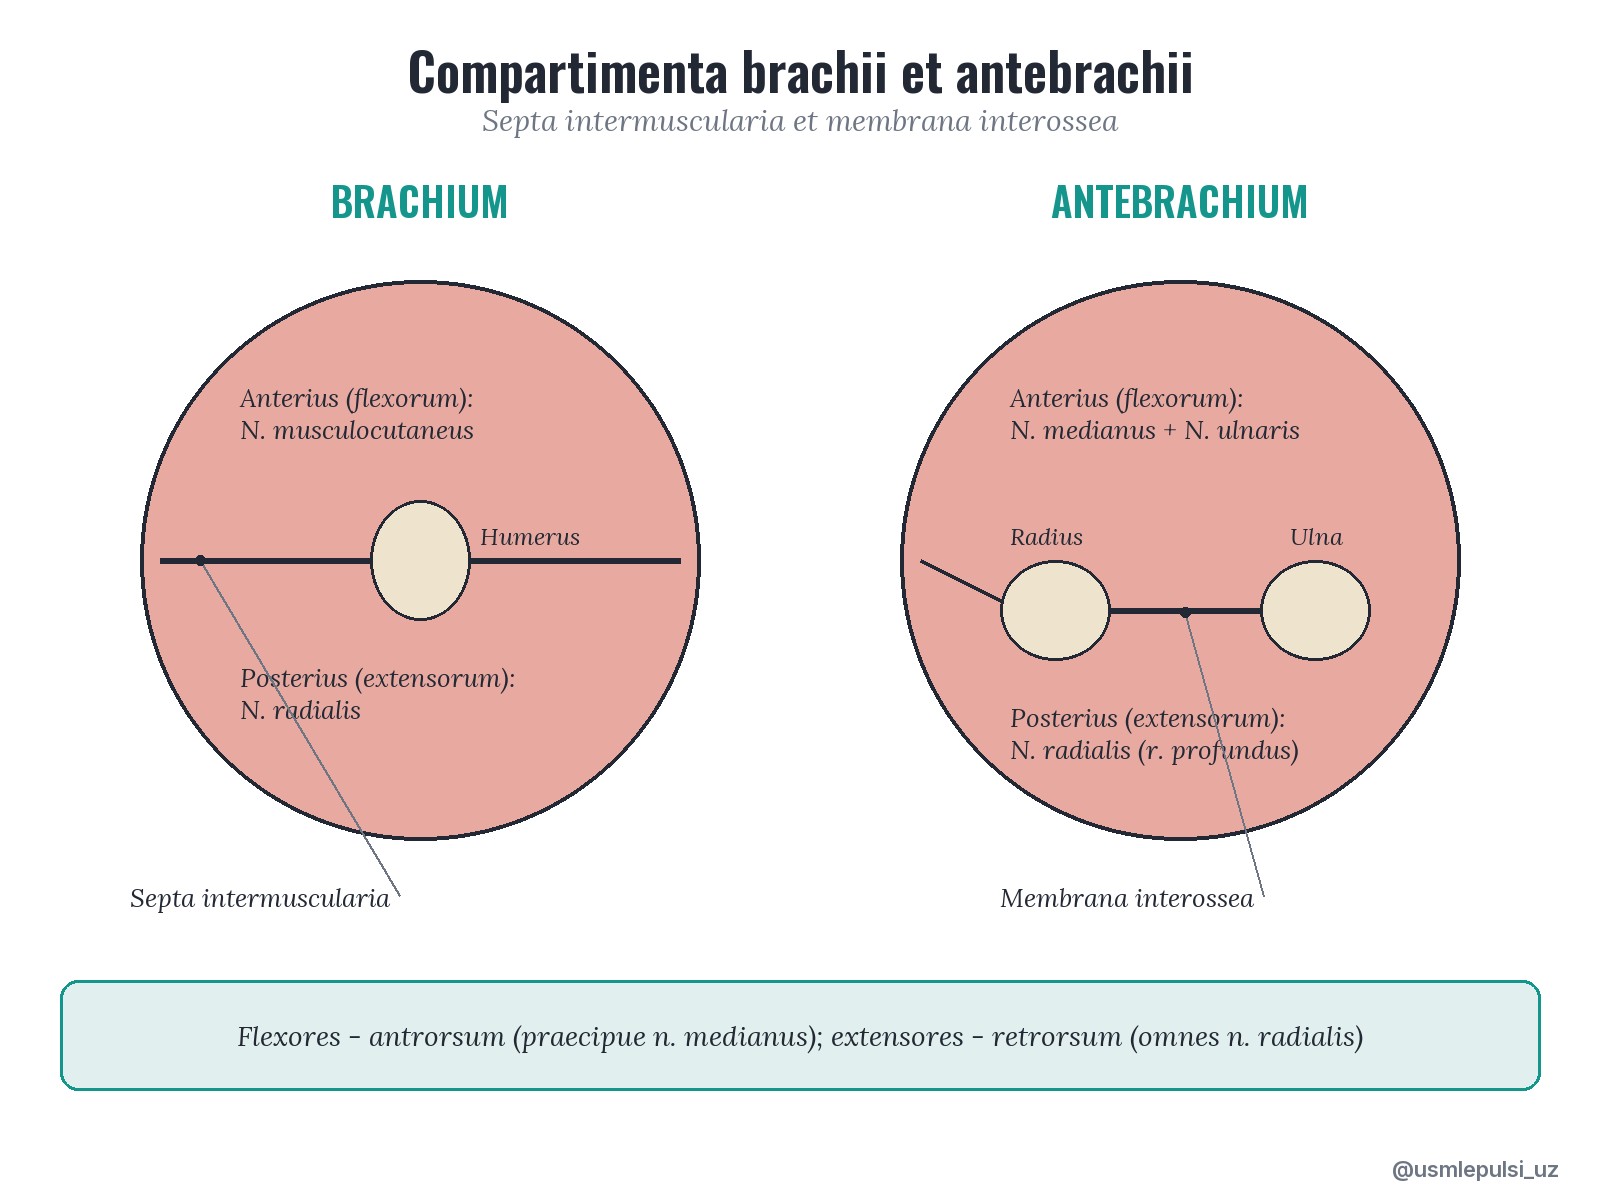 Compartimenta brachii et antebrachii
Septa intermuscularia et membrana interossea
BRACHIUM
Anterius (flexorum):
N. musculocutaneus
Humerus
Posterius (extensorum):
N. radialis
Septa intermuscularia
ANTEBRACHIUM
Anterius (flexorum):
N. medianus + N. ulnaris
Radius
Ulna
Posterius (extensorum):
N. radialis (r. profundus)
Membrana interossea
Flexores – antrorsum (praecipue n. medianus); extensores – retrorsum (omnes n. radialis)
@usmlepulsi_uz